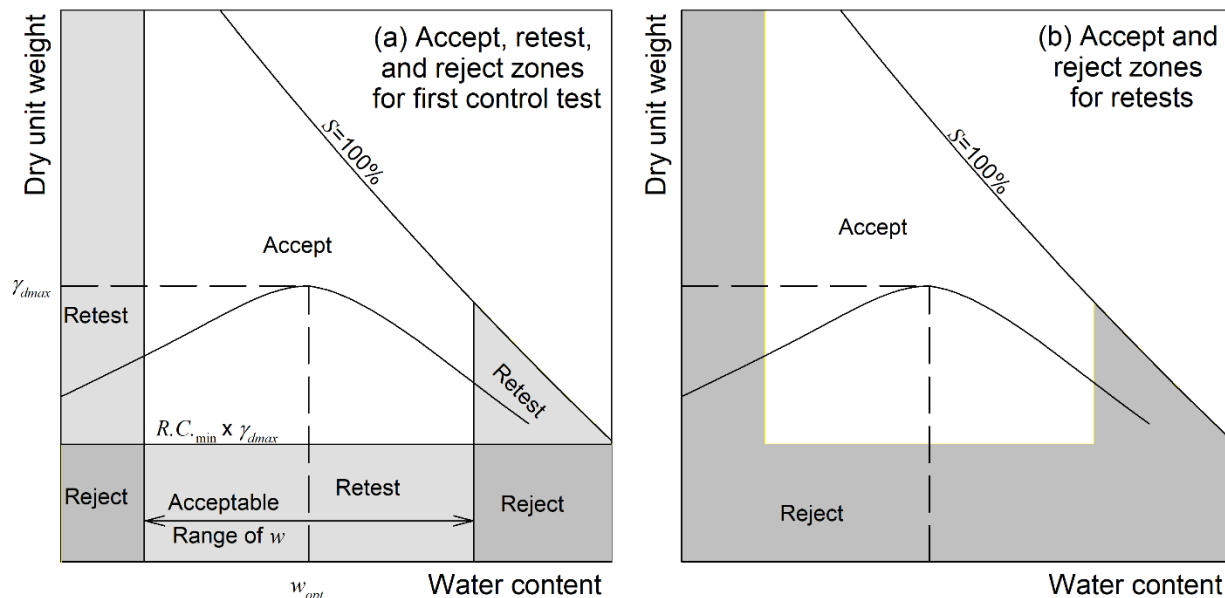 Dry unit weight
(a) Accept, retest,
and reject zones
for first control test
S=100%
Accept
γdmax
Retest
Retest
R.C.min x γdmax
Reject
Acceptable
Retest
Reject
Range of w
wopt
Water content
Dry unit weight
(b) Accept and
reject zones
for retests
S=100%
Accept
Reject
Water content